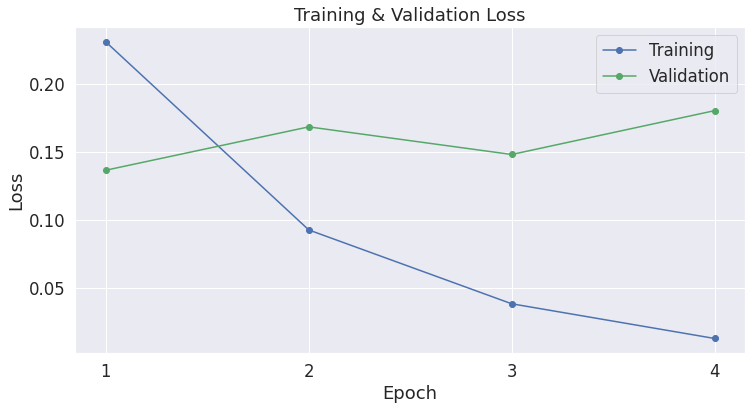 Training & Validation Loss
Training
Validation
Loss
0.20
0.15
0.10
0.05
1 2 3 4
Epoch